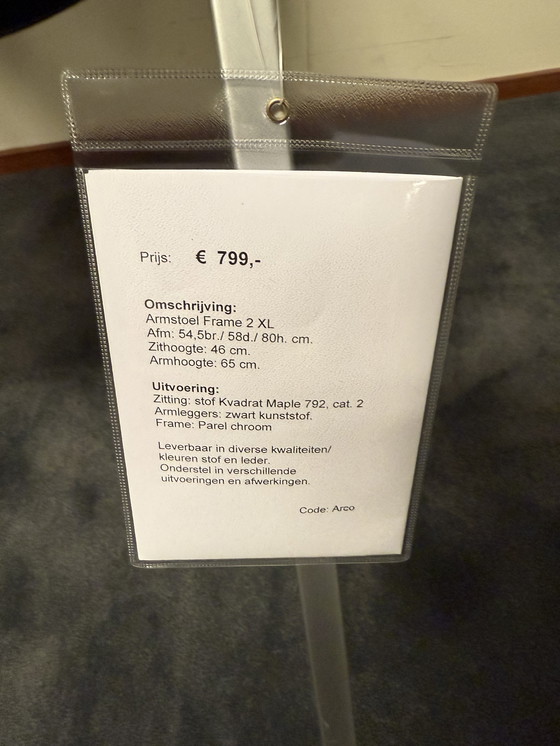 Prijs: € 799,-
Omschrijving:
Armstoel Frame 2 XL
Afm: 54,5br./ 58d./ 80h. cm.
Zithoogte: 46 cm.
Armhoogte: 65 cm.
Uitvoering:
Zitting: stof Kvadrat Maple 792, cat. 2
Armleggers: zwart kunststof.
Frame: Parel chroom
Leverbaar in diverse kwaliteiten/
kleuren stof en leder.
Onderstel in verschillende
uitvoeringen en afwerkingen.
Code: Arco